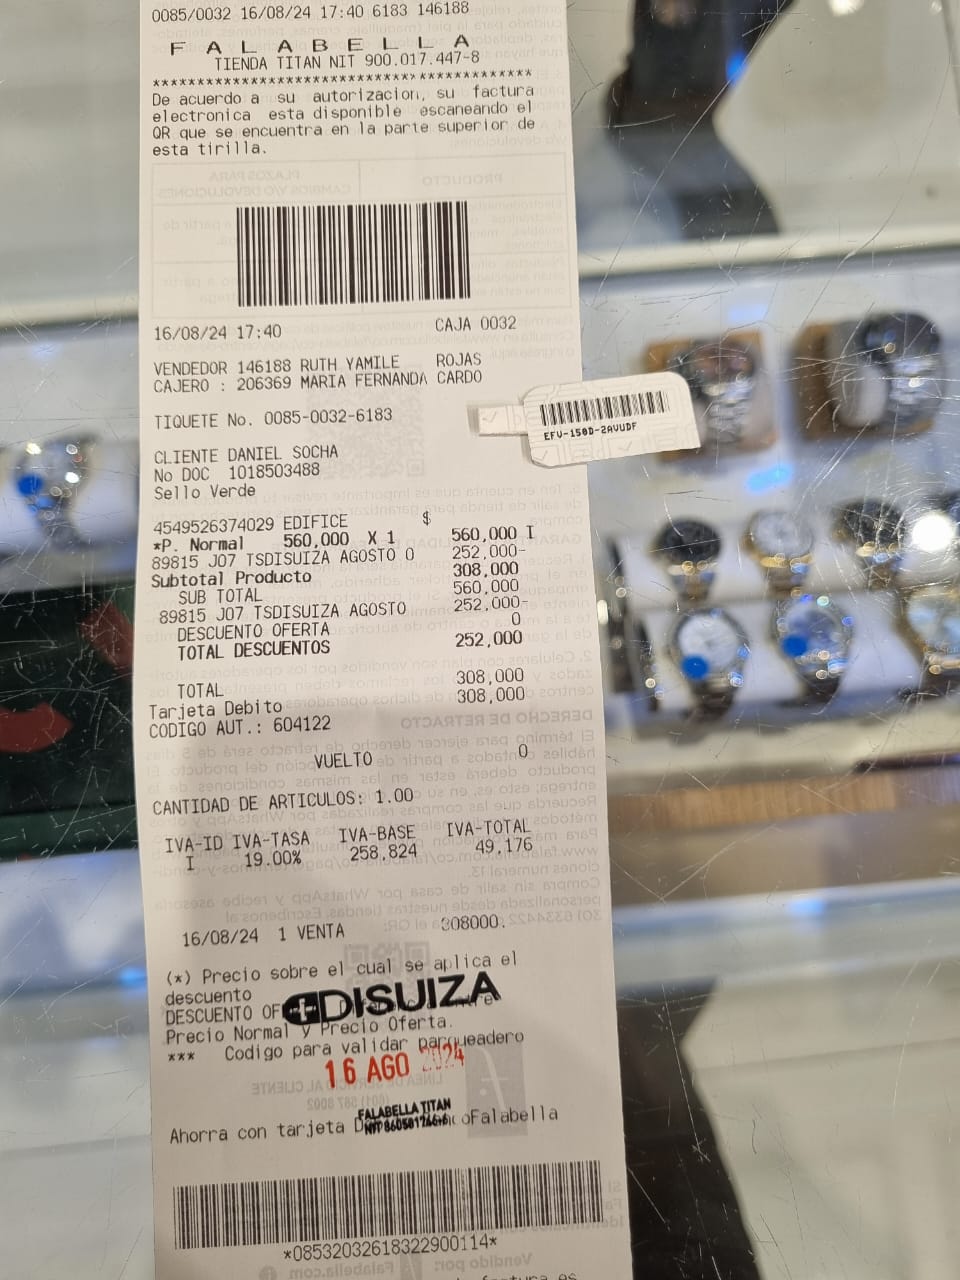 0085/0032 16/08/24 17:40 6183 146188
F A L A B E L L A
TIENDA TITAN NIT 900.017.447-8
*******************************************
De acuerdo a su autorizacion, su factura
electronica esta disponible escaneando el
QR que se encuentra en la parte superior de
esta tirilla.
16/08/24 17:40 CAJA 0032
VENDEDOR 146188 RUTH YAMILE ROJAS
CAJERO : 206369 MARIA FERNANDA CARDO
TIQUETE No. 0085-0032-6183
EFV-150D-2AVUDF
CLIENTE DANIEL SOCHA
No DOC 1018503488
Sello Verde
4549526374029 EDIFICE $
*P. Normal 560,000 X 1 560,000 I
89815 J07 TSDISUIZA AGOSTO 0 252,000-
Subtotal Producto 308,000
SUB TOTAL 560,000
89815 J07 TSDISUIZA AGOSTO 252,000-
DESCUENTO OFERTA 0
TOTAL DESCUENTOS 252,000
TOTAL 308,000
Tarjeta Debito 308,000
CODIGO AUT.: 604122
VUELTO 0
CANTIDAD DE ARTICULOS: 1.00
IVA-ID IVA-TASA IVA-BASE IVA-TOTAL
I 19.00% 258,824 49,176
16/08/24 1 VENTA 308000.
(*) Precio sobre el cual se aplica el
descuento
DISUIZA
DESCUENTO
Precio Normal y Precio Oferta.
*** Codigo para validar parqueadero
16 AGO 2024
FALABELLA TITAN
Ahorra con tarjeta Falabella
*08532032618322900114*